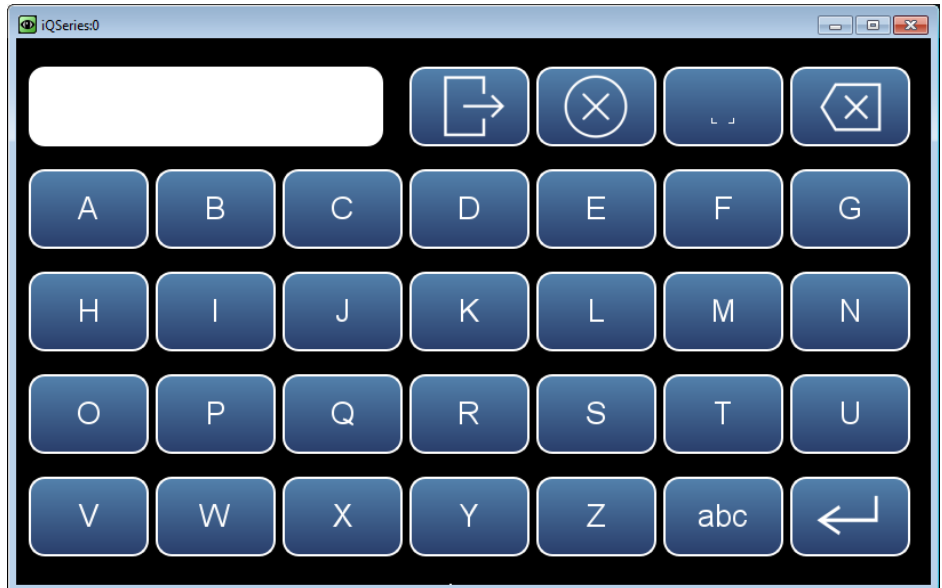 iQSeries:0
A B C D E F G
H I J K L M N
O P Q R S T U
V W X Y Z abc